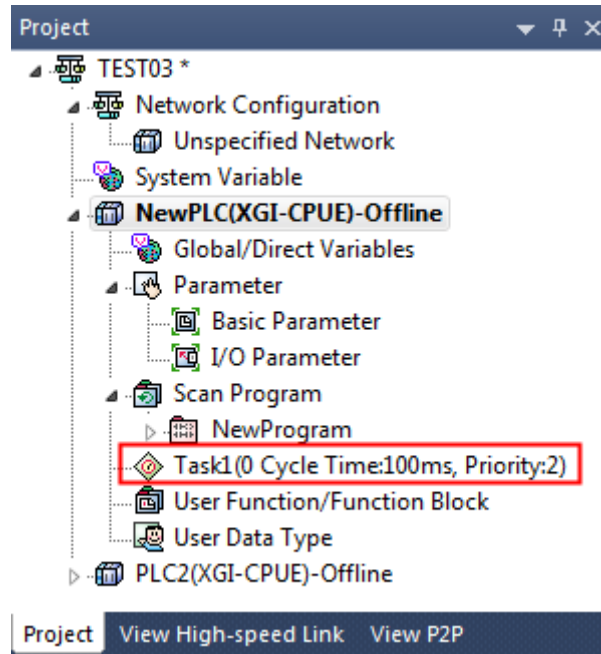 Project
TEST03 *
Network Configuration
Unspecified Network
System Variable
NewPLC(XGI-CPUE)-Offline
Global/Direct Variables
Parameter
Basic Parameter
I/O Parameter
Scan Program
NewProgram
Task1(0 Cycle Time:100ms, Priority:2)
User Function/Function Block
User Data Type
PLC2(XGI-CPUE)-Offline
Project View High-speed Link View P2P